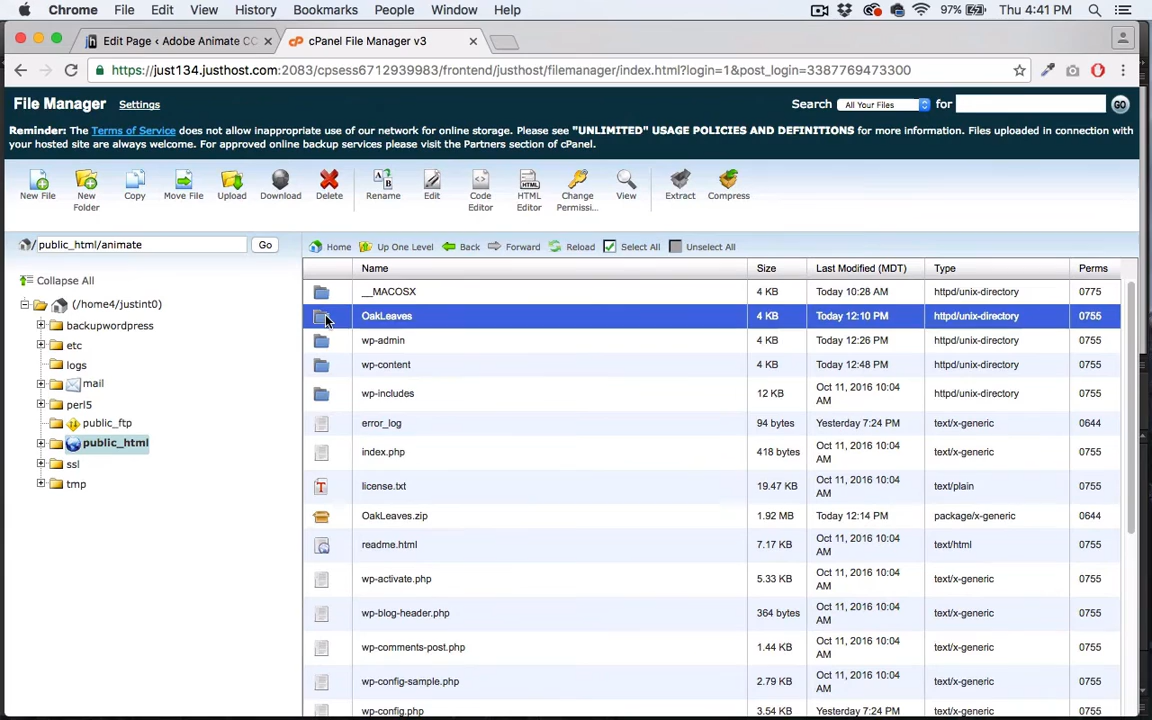 Chrome File Edit View History Bookmarks People Window Help 97% Thu 4:41 PM
Edit Page ‹ Adobe Animate CC cPanel File Manager v3
https://just134.justhost.com:2083/cpsess6712939983/frontend/justhost/filemanager/index.html?login=1&post_login=3387769473300
File Manager Settings Search All Your Files for GO
Reminder: The Terms of Service does not allow inappropriate use of our network for online storage. Please see "UNLIMITED" USAGE POLICIES AND DEFINITIONS for more information. Files uploaded in connection with
your hosted site are always welcome. For approved online backup services please visit the Partners section of cPanel.
New File New Folder Copy Move File Upload Download Delete Rename Edit Code Editor HTML Editor Change Permissi... View Extract Compress
/ public_html/animate Go Home Up One Level Back Forward Reload Select All Unselect All
Collapse All
(/home4/justint0)
backupwordpress
etc
logs
mail
perl5
public_ftp
public_html
ssl
tmp
Name Size Last Modified (MDT) Type Perms
__MACOSX 4 KB Today 10:28 AM httpd/unix-directory 0775
OakLeaves 4 KB Today 12:10 PM httpd/unix-directory 0755
wp-admin 4 KB Today 12:26 PM httpd/unix-directory 0755
wp-content 4 KB Today 12:48 PM httpd/unix-directory 0755
wp-includes 12 KB Oct 11, 2016 10:04 AM httpd/unix-directory 0755
error_log 94 bytes Yesterday 7:24 PM text/x-generic 0644
index.php 418 bytes Oct 11, 2016 10:04 AM text/x-generic 0755
license.txt 19.47 KB Oct 11, 2016 10:04 AM text/plain 0755
OakLeaves.zip 1.92 MB Today 12:14 PM package/x-generic 0644
readme.html 7.17 KB Oct 11, 2016 10:04 AM text/html 0755
wp-activate.php 5.33 KB Oct 11, 2016 10:04 AM text/x-generic 0755
wp-blog-header.php 364 bytes Oct 11, 2016 10:04 AM text/x-generic 0755
wp-comments-post.php 1.44 KB Oct 11, 2016 10:04 AM text/x-generic 0755
wp-config-sample.php 2.79 KB Oct 11, 2016 10:04 AM text/x-generic 0755
wp-config.php 3.54 KB Yesterday 7:24 PM text/x-generic 0755